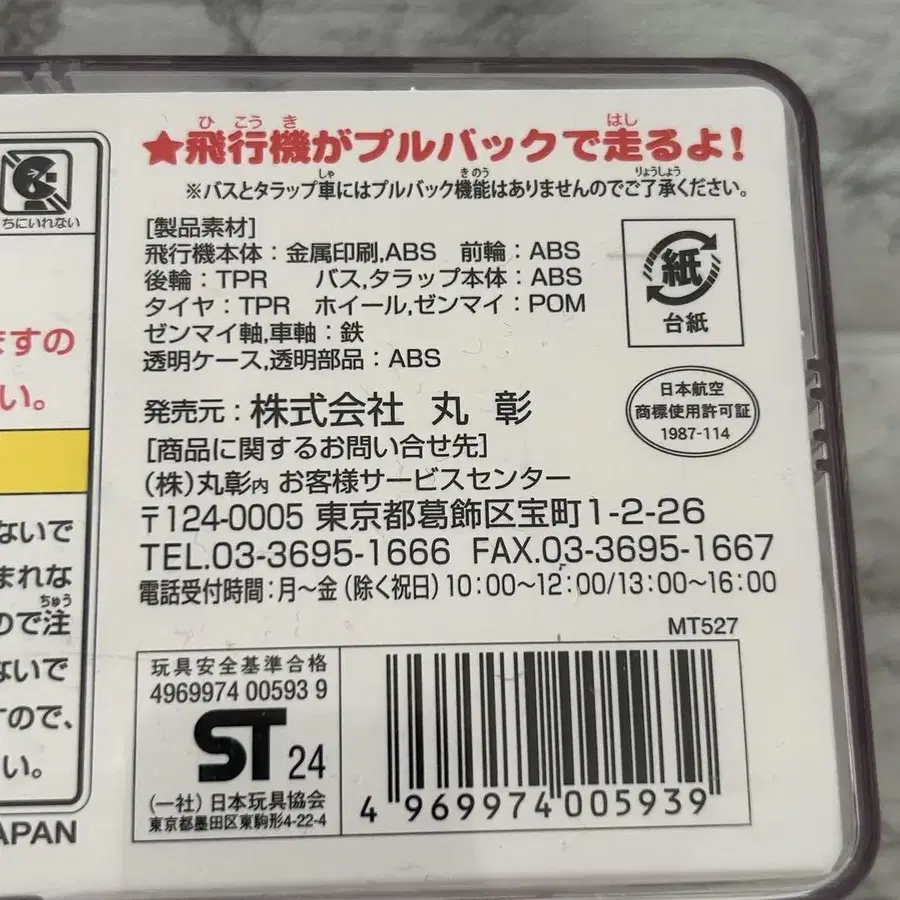 ひ こう き はし
★飛行機がプルバックで走るよ!
しゃ きのう りょうしょう
※バスとタラップ車にはプルバック機能はありませんのでご了承ください。
ちにいれない
[製品素材]
飛行機本体:金属印刷,ABS 前輪:ABS
後輪:TPR バス,タラップ本体:ABS
タイヤ:TPR ホイール,ゼンマイ:POM
ゼンマイ軸,車軸:鉄
透明ケース,透明部品:ABS
紙
台紙
ますの
い。
発売元:株式会社 丸 彰
[商品に関するお問い合せ先]
(株)丸彰内 お客様サービスセンター
〒124-0005 東京都葛飾区宝町1-2-26
TEL.03-3695-1666 FAX.03-3695-1667
電話受付時間:月~金(除く祝日)10:00~12:00/13:00~16:00
日本航空
商標使用許可証
1987-114
ないで
まれな
ちゅう
ので注
ないで
すので、
い。
APAN
MT527
玩具安全基準合格
4969974 00593 9
ST 24
(一社)日本玩具協会
東京都墨田区東駒形4-22-4
4 969974 005939